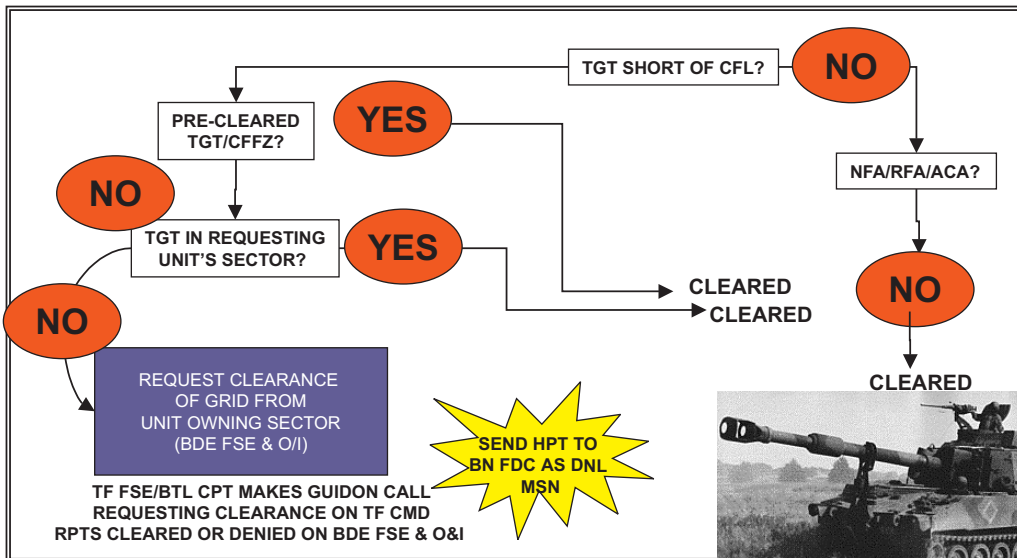 TGT SHORT OF CFL?
NO
PRE-CLEARED
TGT/CFFZ?
YES
NFA/RFA/ACA?
NO
TGT IN REQUESTING
UNIT'S SECTOR?
YES
CLEARED
CLEARED
NO
NO
CLEARED
REQUEST CLEARANCE
OF GRID FROM
UNIT OWNING SECTOR
(BDE FSE & O/I)
SEND HPT TO
BN FDC AS DNL
MSN
TF FSE/BTL CPT MAKES GUIDON CALL
REQUESTING CLEARANCE ON TF CMD
RPTS CLEARED OR DENIED ON BDE FSE & O&I